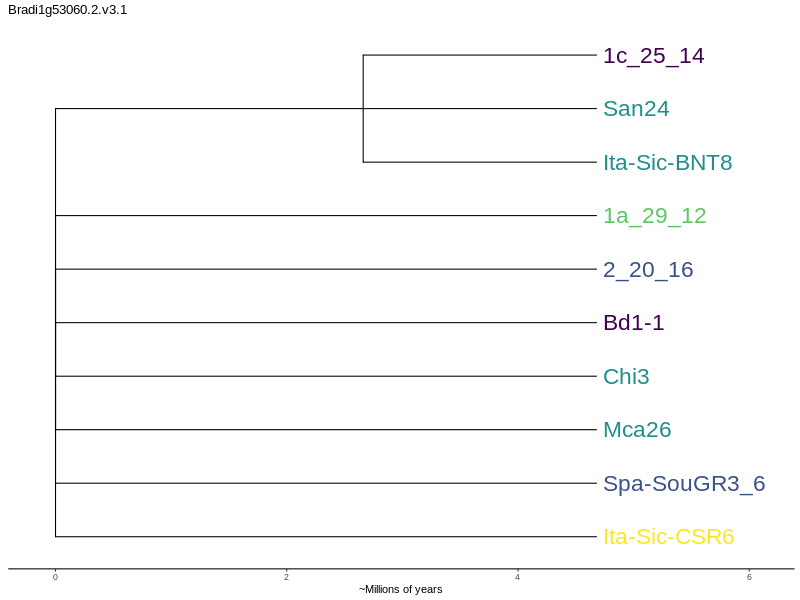 Bradi1g53060.2.v3.1
1c_25_14
San24
Ita-Sic-BNT8
1a_29_12
2_20_16
Bd1-1
Chi3
Mca26
Spa-SouGR3_6
Ita-Sic-CSR6
0 2 4 6
~Millions of years